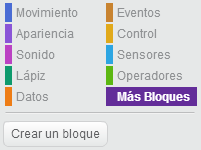 Movimiento Eventos
Apariencia Control
Sonido Sensores
Lápiz Operadores
Datos Más Bloques
Crear un bloque